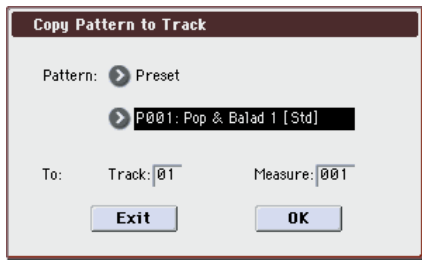 Copy Pattern to Track
Pattern: Preset
P001: Pop & Balad 1 [Std]
To: Track: 01 Measure: 001
Exit OK